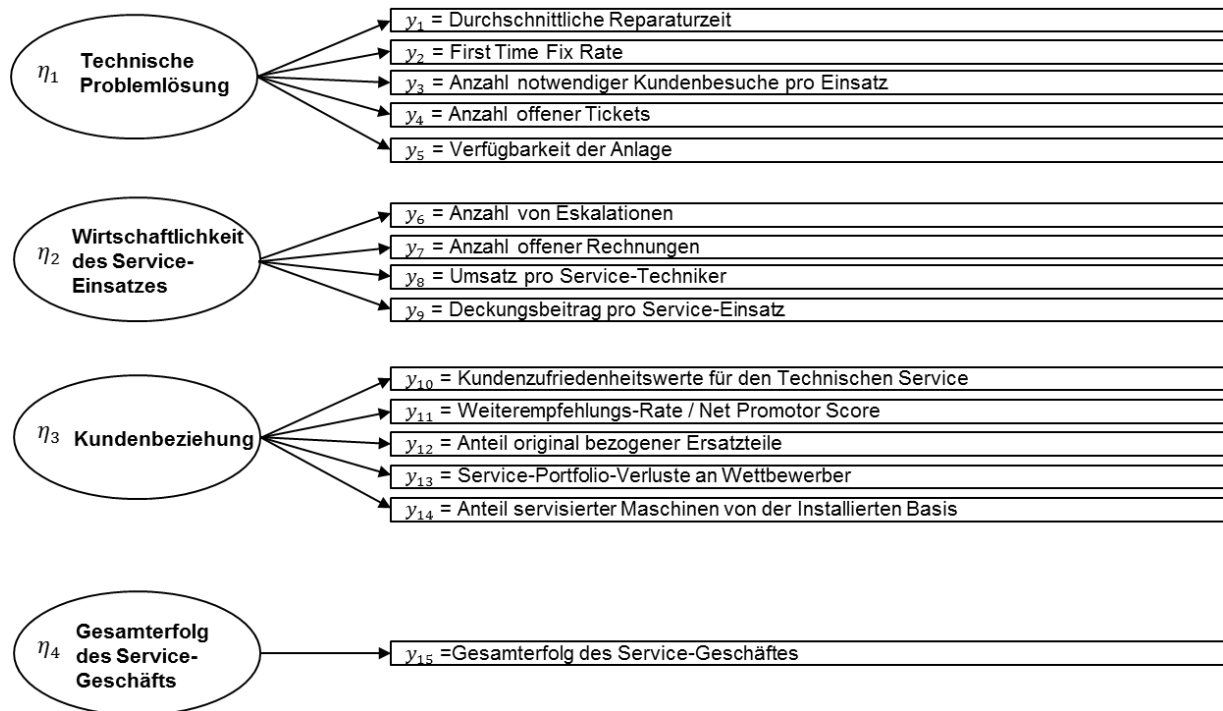 η₁ Technische
Problemlösung
y₁ = Durchschnittliche Reparaturzeit
y₂ = First Time Fix Rate
y₃ = Anzahl notwendiger Kundenbesuche pro Einsatz
y₄ = Anzahl offener Tickets
y₅ = Verfügbarkeit der Anlage
η₂ Wirtschaftlichkeit
des Service-
Einsatzes
y₆ = Anzahl von Eskalationen
y₇ = Anzahl offener Rechnungen
y₈ = Umsatz pro Service-Techniker
y₉ = Deckungsbeitrag pro Service-Einsatz
η₃ Kundenbeziehung
y₁₀ = Kundenzufriedenheitswerte für den Technischen Service
y₁₁ = Weiterempfehlungs-Rate / Net Promotor Score
y₁₂ = Anteil original bezogener Ersatzteile
y₁₃ = Service-Portfolio-Verluste an Wettbewerber
y₁₄ = Anteil servisierter Maschinen von der Installierten Basis
η₄ Gesamterfolg
des Service-
Geschäfts
y₁₅ =Gesamterfolg des Service-Geschäftes